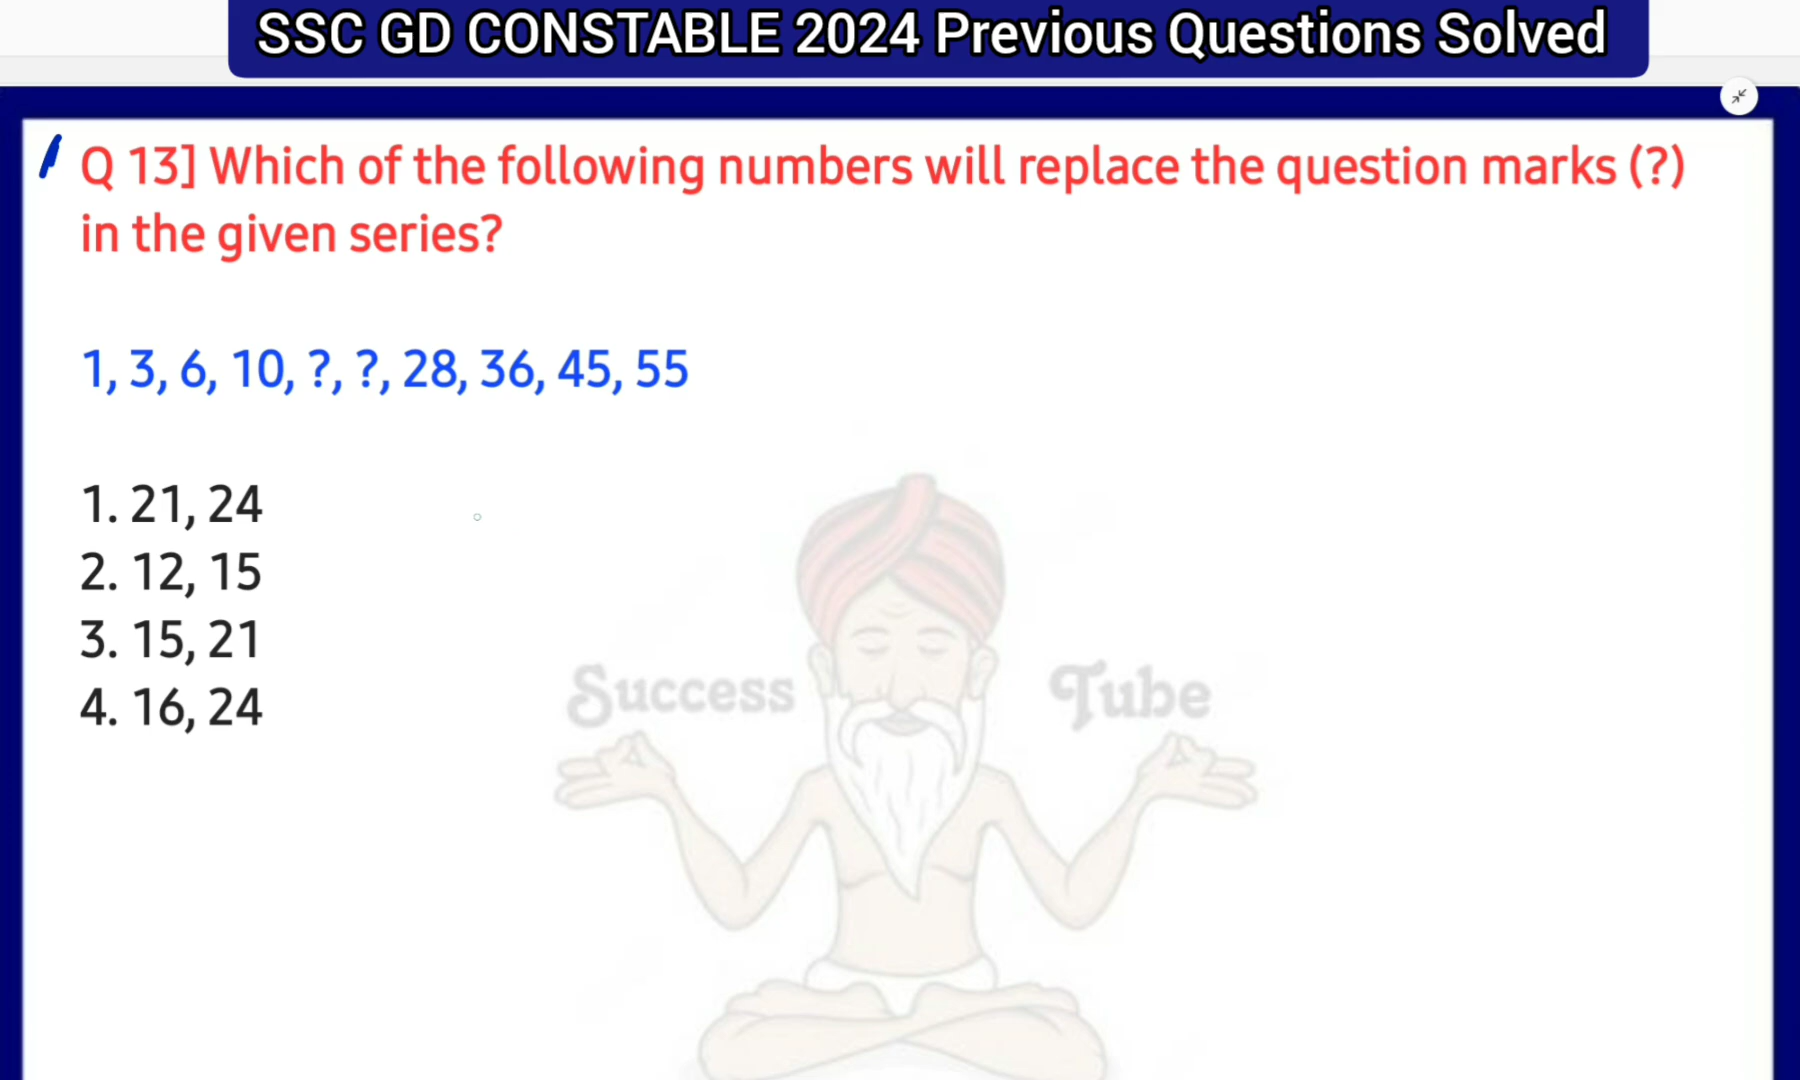 SSC GD CONSTABLE 2024 Previous Questions Solved
Q 13] Which of the following numbers will replace the question marks (?)
in the given series?
1, 3, 6, 10, ?, ?, 28, 36, 45, 55
1. 21, 24
2. 12, 15
3. 15, 21
4. 16, 24
Success Tube